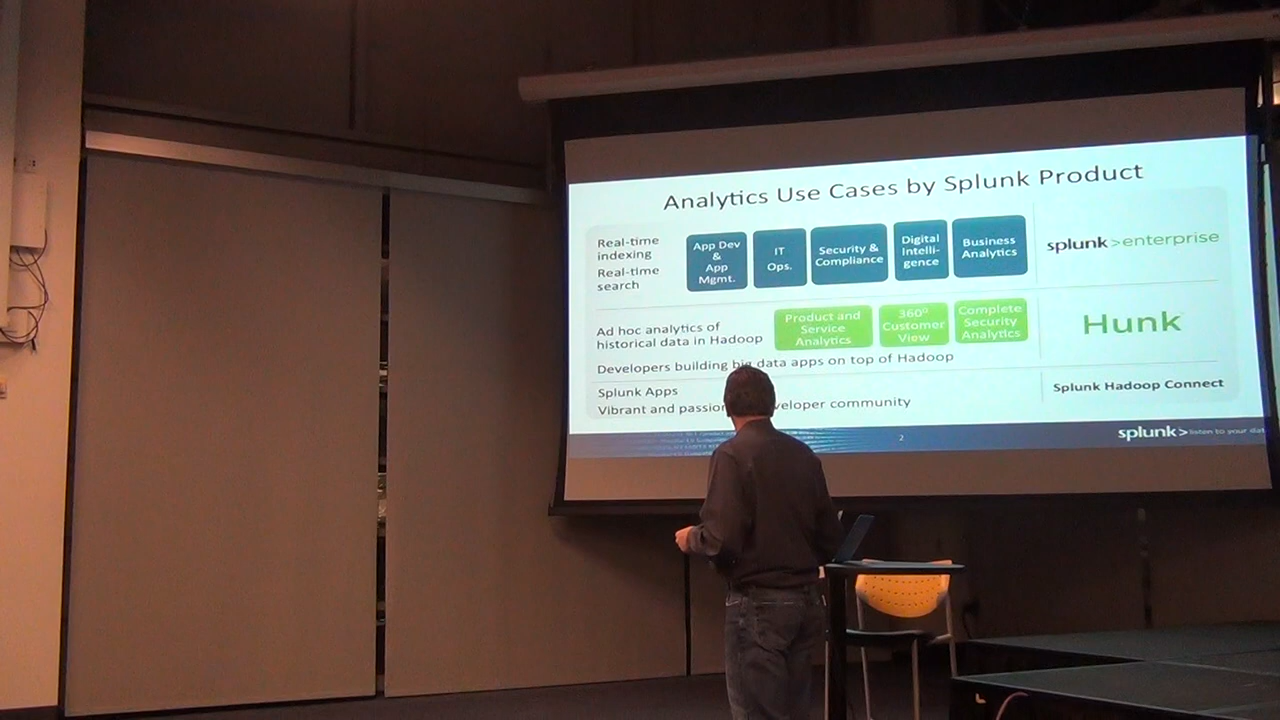 Analytics Use Cases by Splunk Product
Real-time
indexing
Real-time
search
App Dev
&
App
Mgmt.
IT
Ops.
Security &
Compliance
Digital
Intelli-
gence
Business
Analytics
splunk>enterprise
Ad hoc analytics of
historical data in Hadoop
Product and
Service
Analytics
360°
Customer
View
Complete
Security
Analytics
Hunk
Developers building big data apps on top of Hadoop
Splunk Apps
Vibrant and community
Splunk Hadoop Connect
2
splunk> listen to your